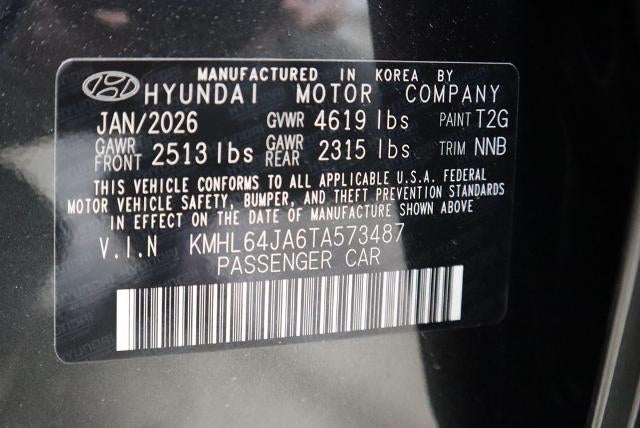 MANUFACTURED IN KOREA BY
HYUNDAI MOTOR COMPANY
JAN/2026 GVWR 4619 lbs PAINT T2G
GAWR FRONT 2513 lbs GAWR REAR 2315 lbs TRIM NNB
THIS VEHICLE CONFORMS TO ALL APPLICABLE U.S.A. FEDERAL
MOTOR VEHICLE SAFETY, BUMPER, AND THEFT PREVENTION STANDARDS
IN EFFECT ON THE DATE OF MANUFACTURE SHOWN ABOVE
V.I.N KMHL64JA6TA573487
PASSENGER CAR